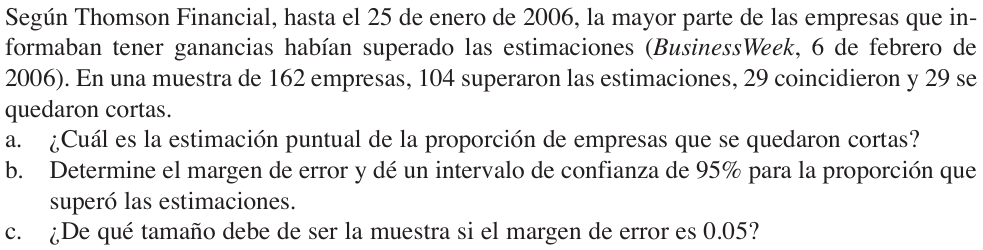 Según Thomson Financial, hasta el 25 de enero de 2006, la mayor parte de las empresas que in-
formaban tener ganancias habían superado las estimaciones (BusinessWeek, 6 de febrero de
2006). En una muestra de 162 empresas, 104 superaron las estimaciones, 29 coincidieron y 29 se
quedaron cortas.
a. ¿Cuál es la estimación puntual de la proporción de empresas que se quedaron cortas?
b. Determine el margen de error y dé un intervalo de confianza de 95% para la proporción que
superó las estimaciones.
c. ¿De qué tamaño debe de ser la muestra si el margen de error es 0.05?